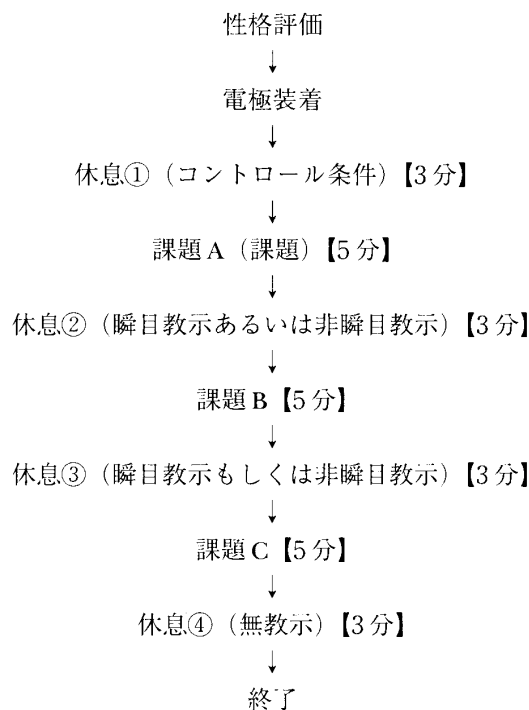 性格評価
↓
電極装着
↓
休息①（コントロール条件）【3分】
↓
課題A（課題）【5分】
↓
休息②（瞬目教示あるいは非瞬目教示）【3分】
↓
課題B【5分】
↓
休息③（瞬目教示もしくは非瞬目教示）【3分】
↓
課題C【5分】
↓
休息④（無教示）【3分】
↓
終了